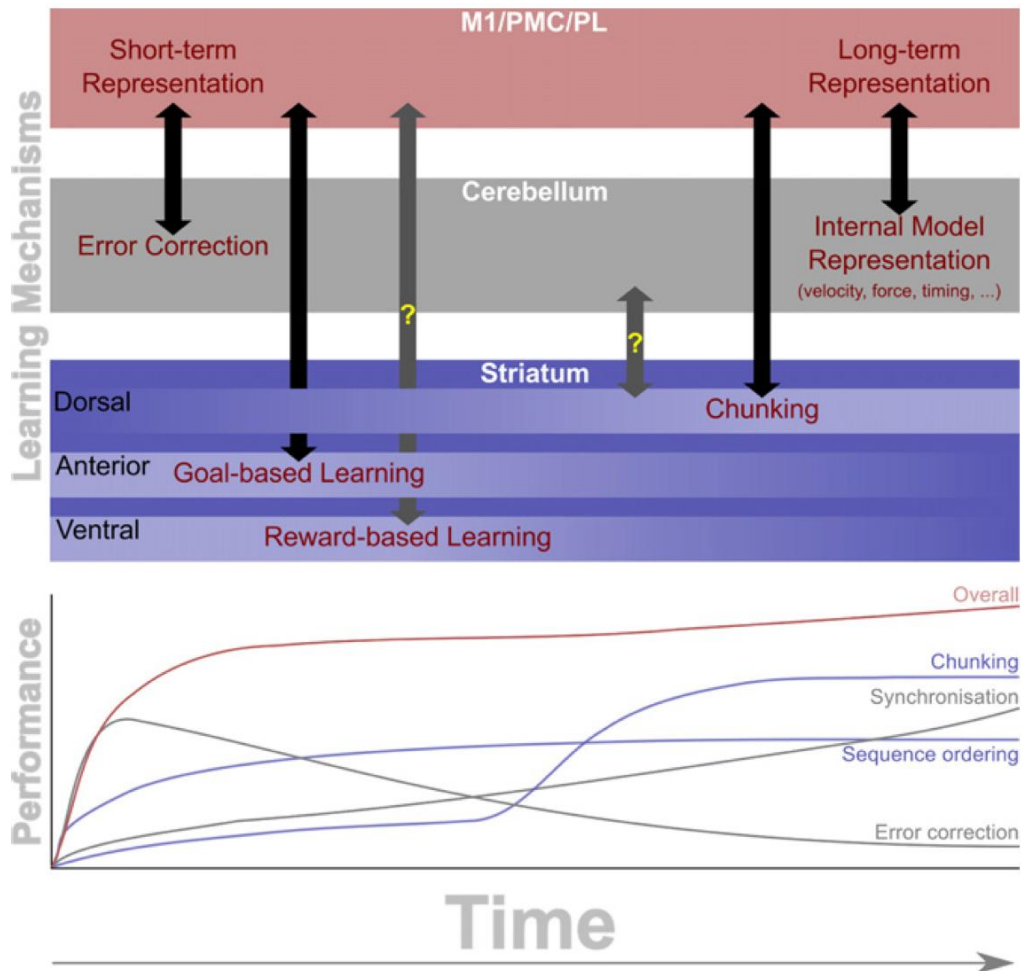 Learning Mechanisms
M1/PMC/PL
Short-term
Representation
Long-term
Representation
Cerebellum
Error Correction
Internal Model
Representation
(velocity, force, timing, ...)
?
?
Striatum
Dorsal
Chunking
Anterior
Goal-based Learning
Ventral
Reward-based Learning
Performance
Overall
Chunking
Synchronisation
Sequence ordering
Error correction
Time